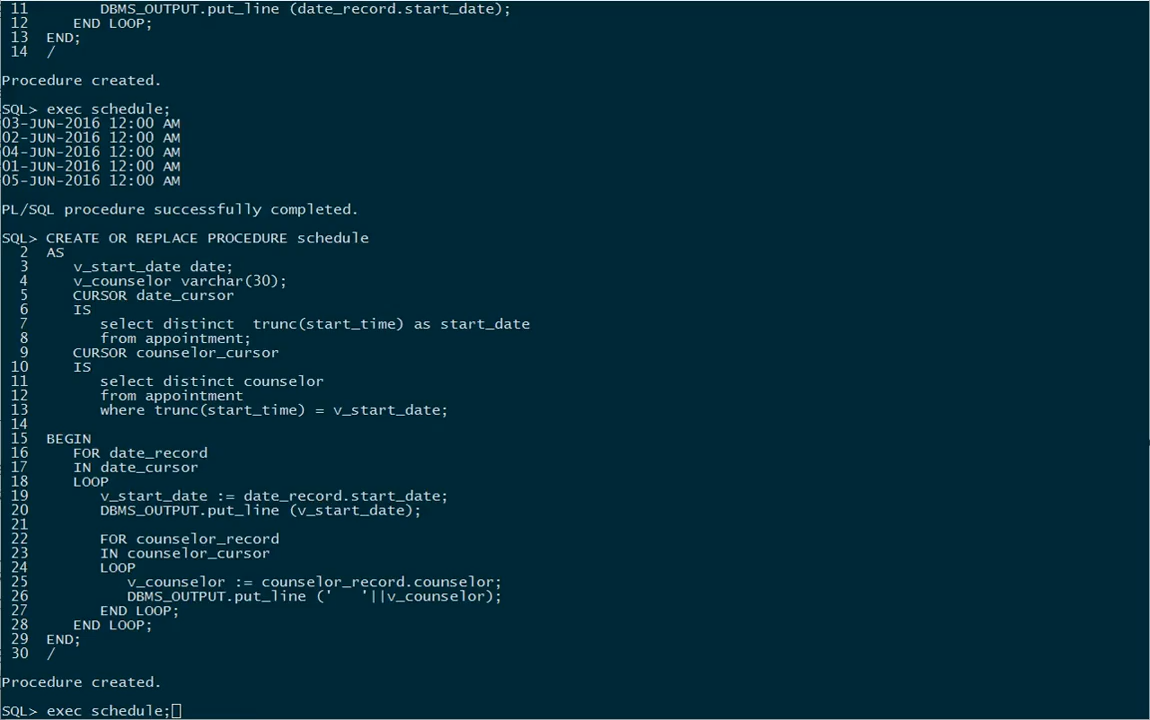 11        DBMS_OUTPUT.put_line (date_record.start_date);
 12     END LOOP;
 13  END;
 14  /
Procedure created.
SQL> exec schedule;
03-JUN-2016 12:00 AM
02-JUN-2016 12:00 AM
04-JUN-2016 12:00 AM
01-JUN-2016 12:00 AM
05-JUN-2016 12:00 AM
PL/SQL procedure successfully completed.
SQL> CREATE OR REPLACE PROCEDURE schedule
  2  AS
  3     v_start_date date;
  4     v_counselor varchar(30);
  5     CURSOR date_cursor
  6     IS
  7        select distinct  trunc(start_time) as start_date
  8        from appointment;
  9     CURSOR counselor_cursor
 10     IS
 11        select distinct counselor
 12        from appointment
 13        where trunc(start_time) = v_start_date;
 14
 15  BEGIN
 16     FOR date_record
 17     IN date_cursor
 18     LOOP
 19        v_start_date := date_record.start_date;
 20        DBMS_OUTPUT.put_line (v_start_date);
 21
 22        FOR counselor_record
 23        IN counselor_cursor
 24        LOOP
 25           v_counselor := counselor_record.counselor;
 26           DBMS_OUTPUT.put_line ('   '||v_counselor);
 27        END LOOP;
 28     END LOOP;
 29  END;
 30  /
Procedure created.
SQL> exec schedule;